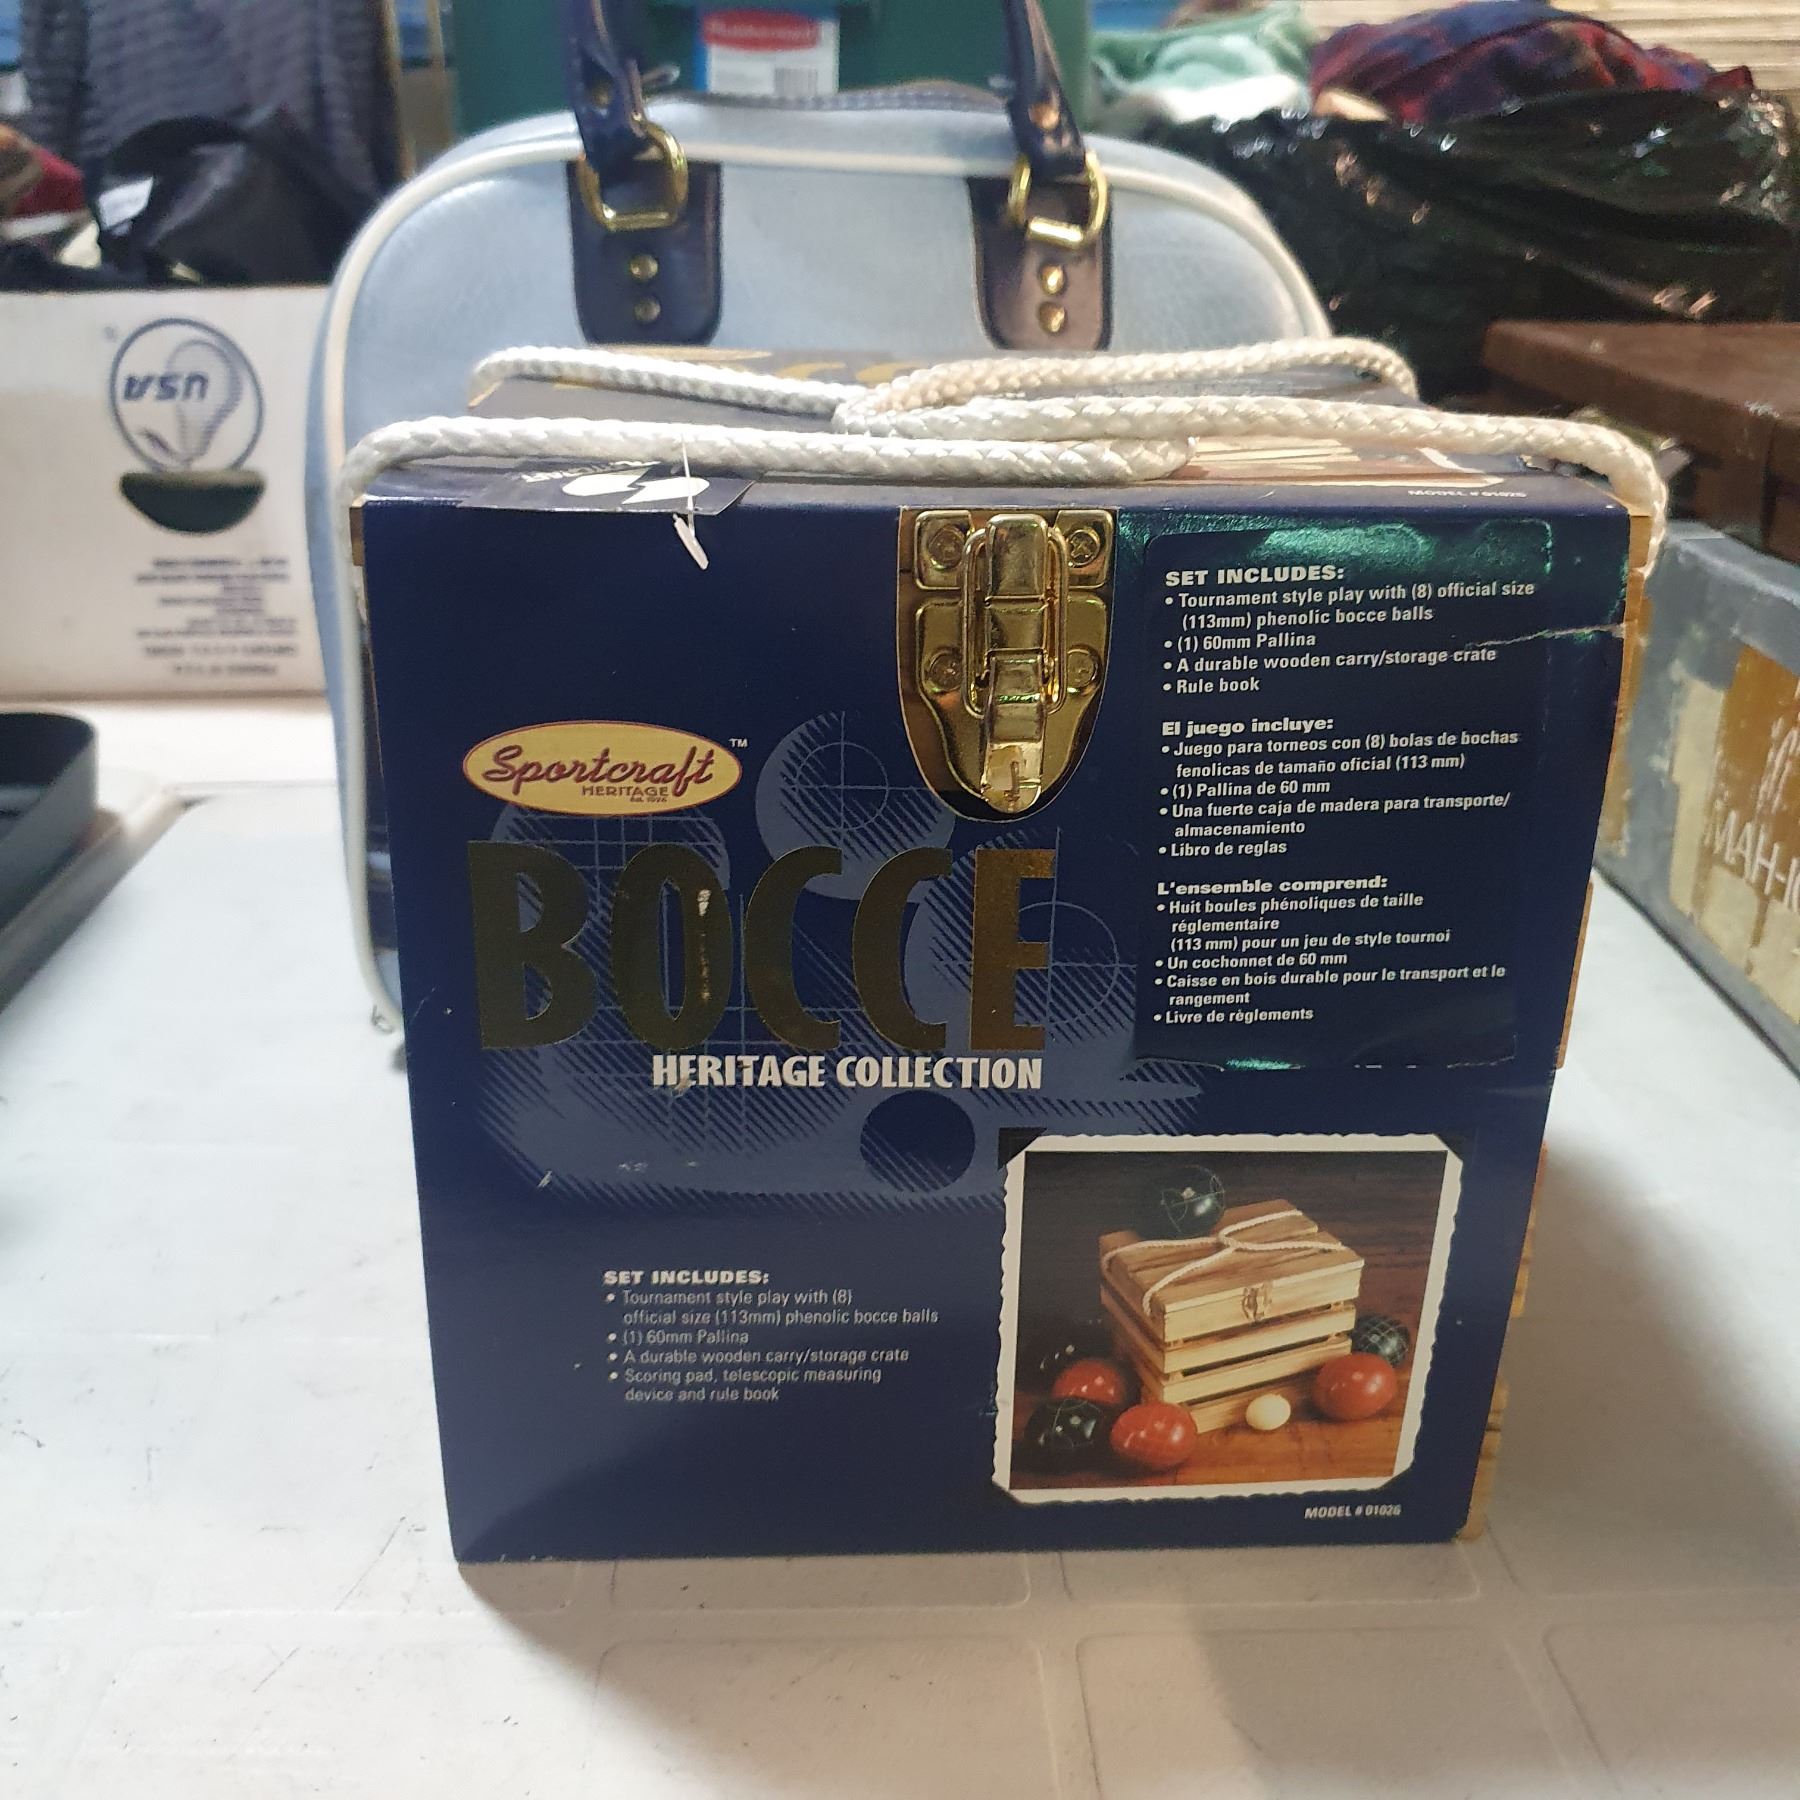 USA
MODEL # 01026
SET INCLUDES:
• Tournament style play with (8) official size
(113mm) phenolic bocce balls
• (1) 60mm Pallina
• A durable wooden carry/storage crate
• Rule book
El juego incluye:
• Juego para torneos con (8) bolas de bochas
fenolicas de tamaño oficial (113 mm)
• (1) Pallina de 60 mm
• Una fuerte caja de madera para transporte/
almacenamiento
• Libro de reglas
L'ensemble comprend:
• Huit boules phénoliques de taille
réglementaire
(113 mm) pour un jeu de style tournoi
• Un cochonnet de 60 mm
• Caisse en bois durable pour le transport et le
rangement
• Livre de règlements
Sportcraft™
HERITAGE
Est. 1926
BOCCE
HERITAGE COLLECTION
SET INCLUDES:
• Tournament style play with (8)
official size (113mm) phenolic bocce balls
• (1) 60mm Pallina
• A durable wooden carry/storage crate
• Scoring pad, telescopic measuring
device and rule book
MODEL # 01026